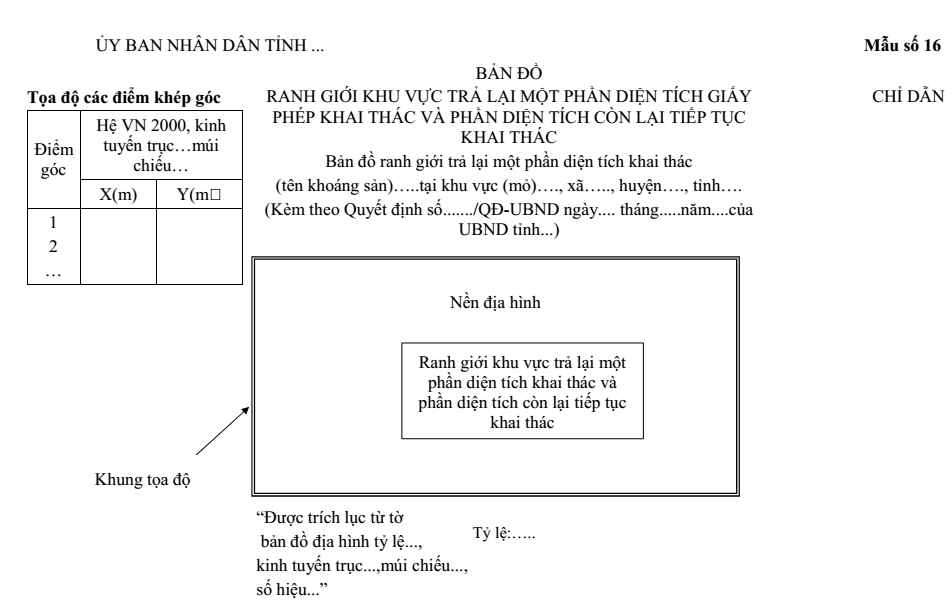 ỦY BAN NHÂN DÂN TỈNH ...
Mẫu số 16
BẢN ĐỒ
RANH GIỚI KHU VỰC TRẢ LẠI MỘT PHẦN DIỆN TÍCH GIẤY
PHÉP KHAI THÁC VÀ PHẦN DIỆN TÍCH CÒN LẠI TIẾP TỤC
KHAI THÁC
Bản đồ ranh giới trả lại một phần diện tích khai thác
(tên khoáng sản)…..tại khu vực (mỏ)…., xã….., huyện…., tỉnh….
(Kèm theo Quyết định số......./QĐ-UBND ngày.... tháng.....năm....của
UBND tỉnh...)
CHỈ DẪN
Tọa độ các điểm khép góc
Điểm
góc
Hệ VN 2000, kinh
tuyến trục…múi
chiếu…
X(m)
Y(m□
1
2
…
Nền địa hình
Ranh giới khu vực trả lại một
phần diện tích khai thác và
phần diện tích còn lại tiếp tục
khai thác
Khung tọa độ
“Được trích lục từ tờ
bản đồ địa hình tỷ lệ...,
kinh tuyến trục...,múi chiếu...,
số hiệu...”
Tỷ lệ:…..